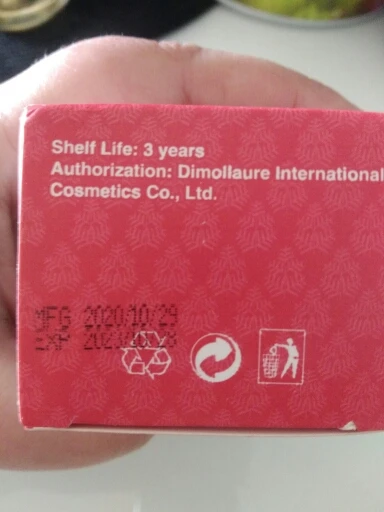 Shelf Life: 3 years
Authorization: Dimollaure International
Cosmetics Co., Ltd.
MFG 2020/10/29
EXP